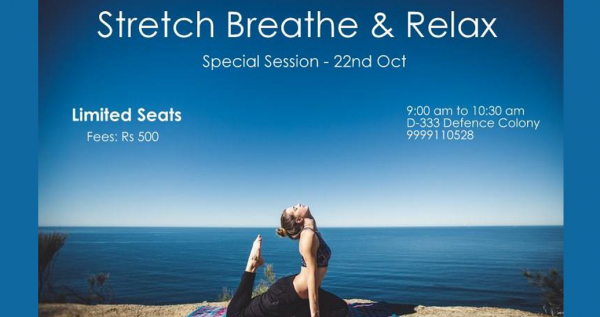 Stretch Breathe & Relax
Special Session - 22nd Oct
Limited Seats
Fees: Rs 500
9:00 am to 10:30 am
D-333 Defence Colony
9999110528